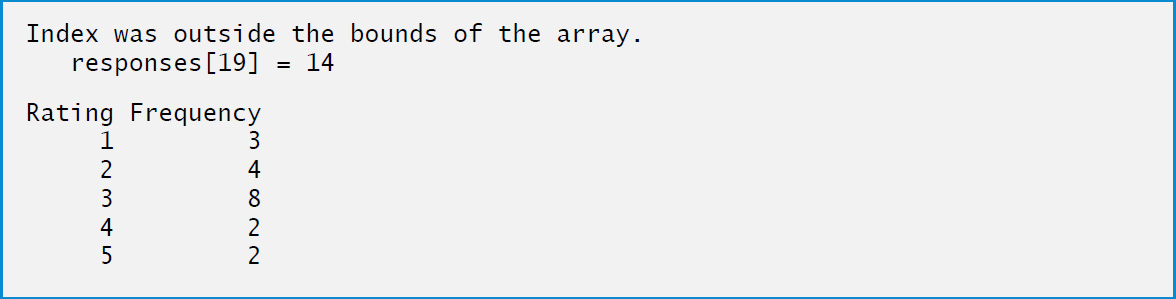 Index was outside the bounds of the array.
   responses[19] = 14

Rating Frequency
     1         3
     2         4
     3         8
     4         2
     5         2